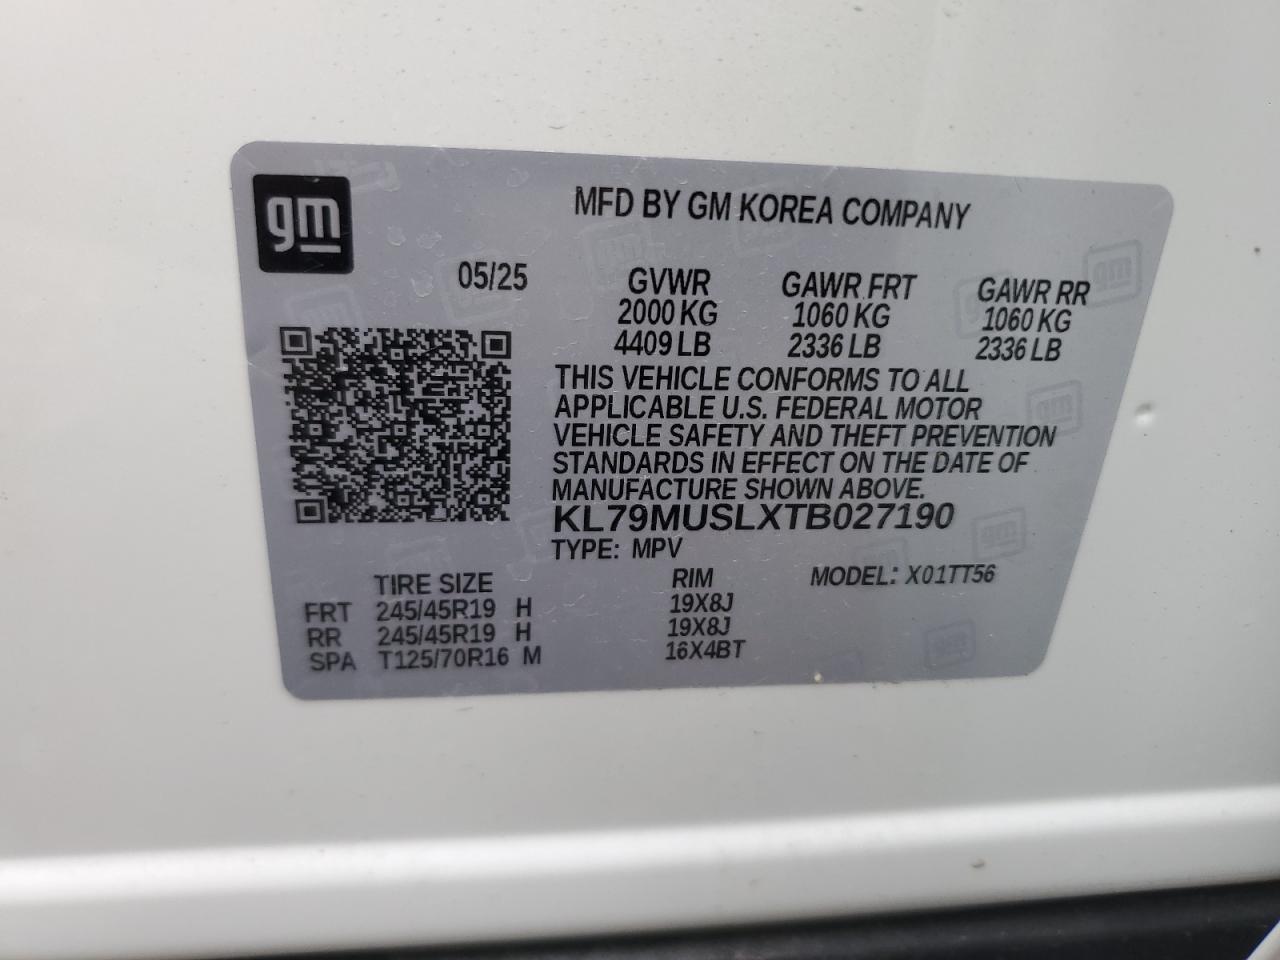 gm
MFD BY GM KOREA COMPANY
05/25 GVWR GAWR FRT GAWR RR
2000 KG 1060 KG 1060 KG
4409 LB 2336 LB 2336 LB
THIS VEHICLE CONFORMS TO ALL
APPLICABLE U.S. FEDERAL MOTOR
VEHICLE SAFETY AND THEFT PREVENTION
STANDARDS IN EFFECT ON THE DATE OF
MANUFACTURE SHOWN ABOVE.
KL79MUSLXTB027190
TYPE: MPV
TIRE SIZE RIM MODEL: X01TT56
FRT 245/45R19 H 19X8J
RR 245/45R19 H 19X8J
SPA T125/70R16 M 16X4BT